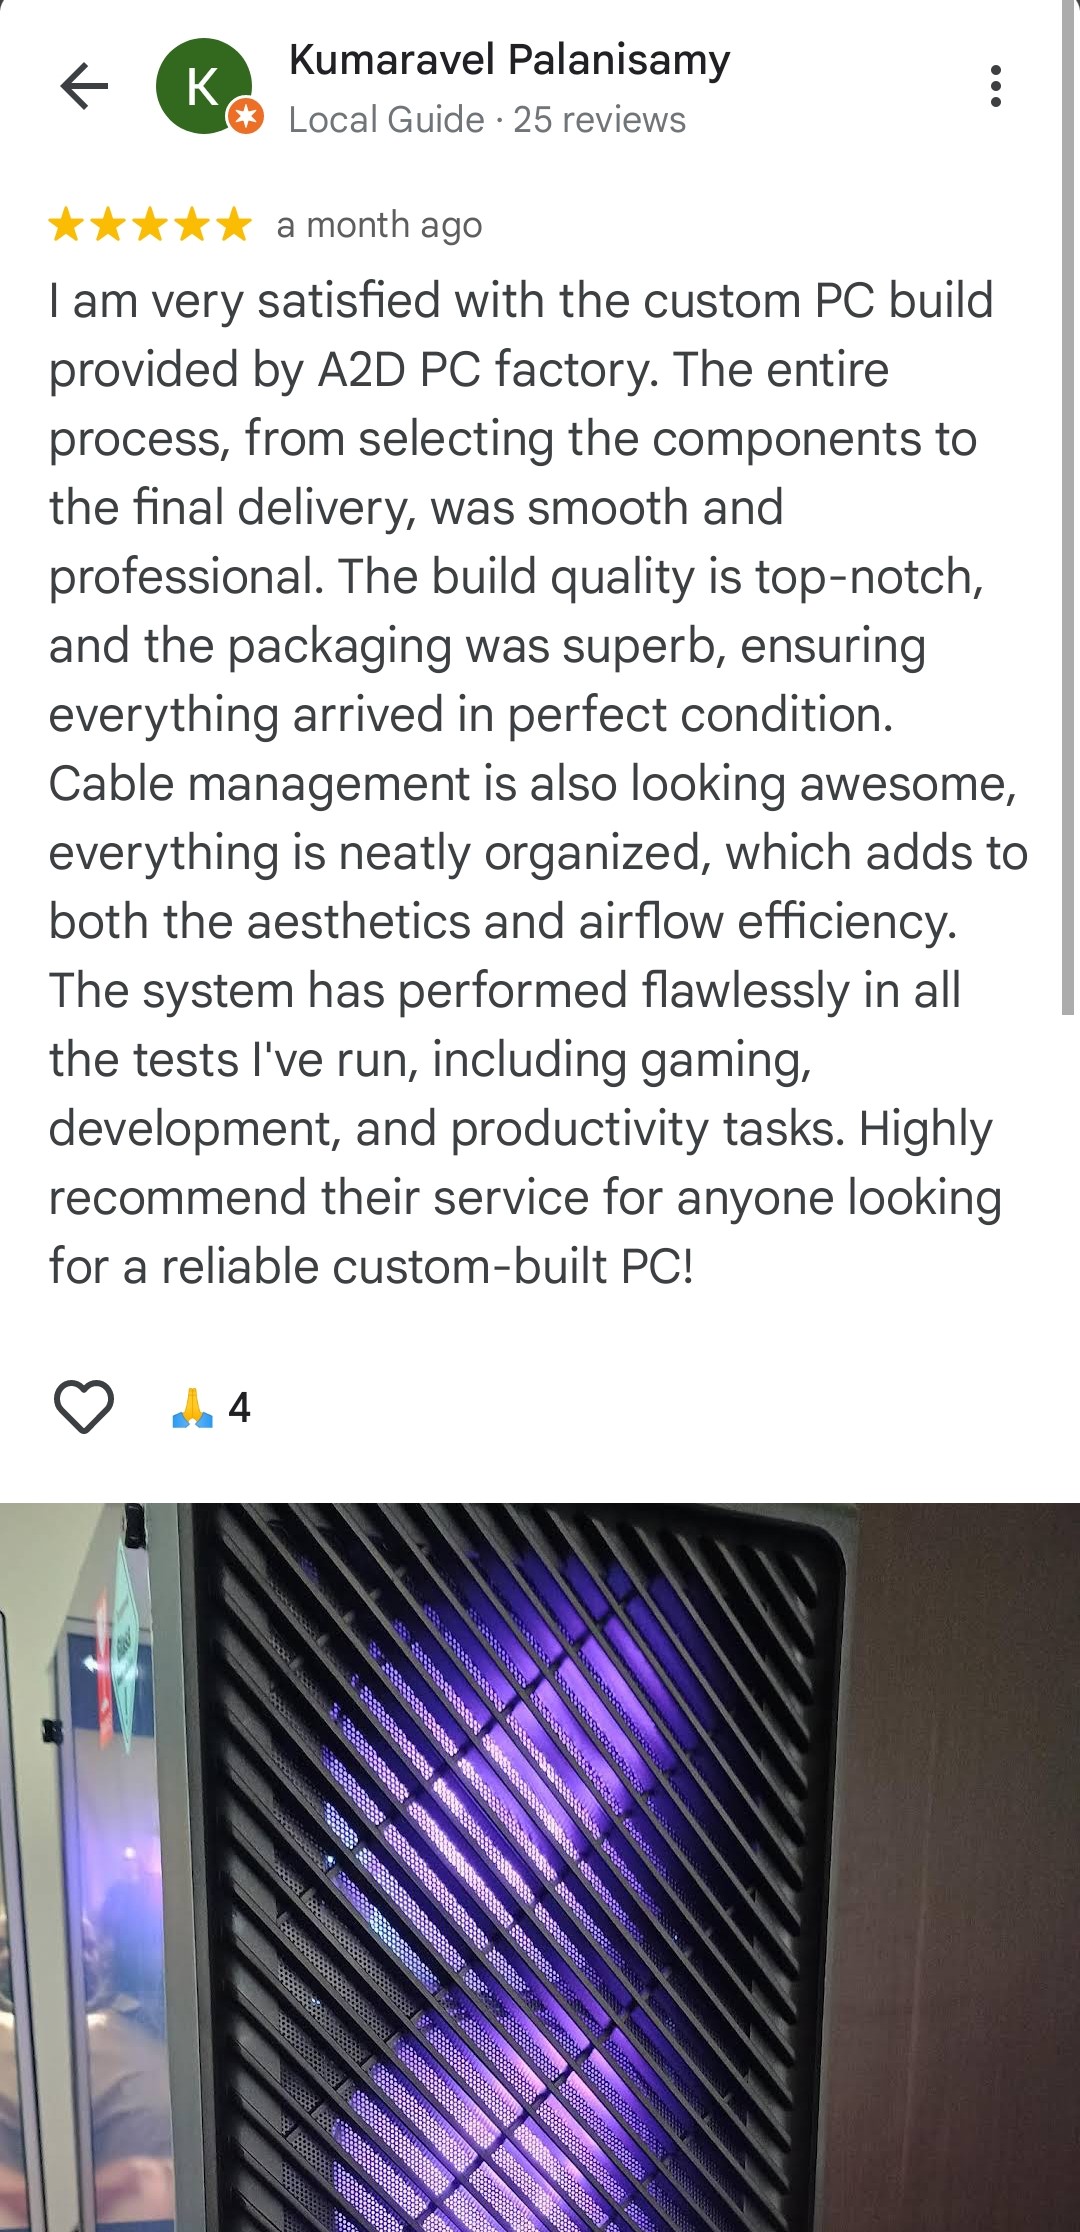 Kumaravel Palanisamy
K
Local Guide · 25 reviews
a month ago
I am very satisfied with the custom PC build
provided by A2D PC factory. The entire
process, from selecting the components to
the final delivery, was smooth and
professional. The build quality is top-notch,
and the packaging was superb, ensuring
everything arrived in perfect condition.
Cable management is also looking awesome,
everything is neatly organized, which adds to
both the aesthetics and airflow efficiency.
The system has performed flawlessly in all
the tests I've run, including gaming,
development, and productivity tasks. Highly
recommend their service for anyone looking
for a reliable custom-built PC!
🙏 4